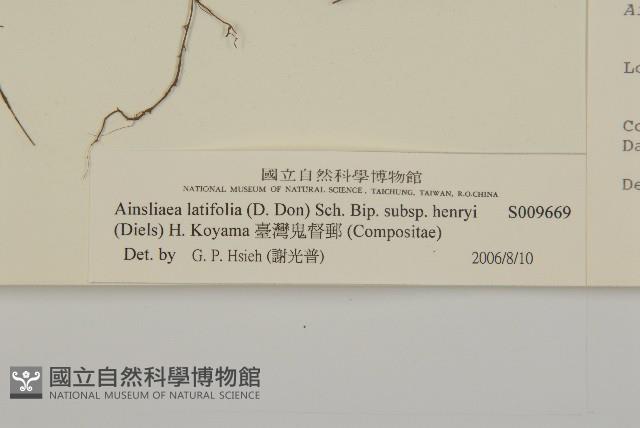 國立自然科學博物館
NATIONAL MUSEUM OF NATURAL SCIENCE, TAICHUNG, TAIWAN, R.O.CHINA
Ainsliaea latifolia (D. Don) Sch. Bip. subsp. henryi S009669
(Diels) H. Koyama 臺灣鬼督郵 (Compositae)
Det. by G. P. Hsieh (謝光普) 2006/8/10
國立自然科學博物館
NATIONAL MUSEUM OF NATURAL SCIENCE